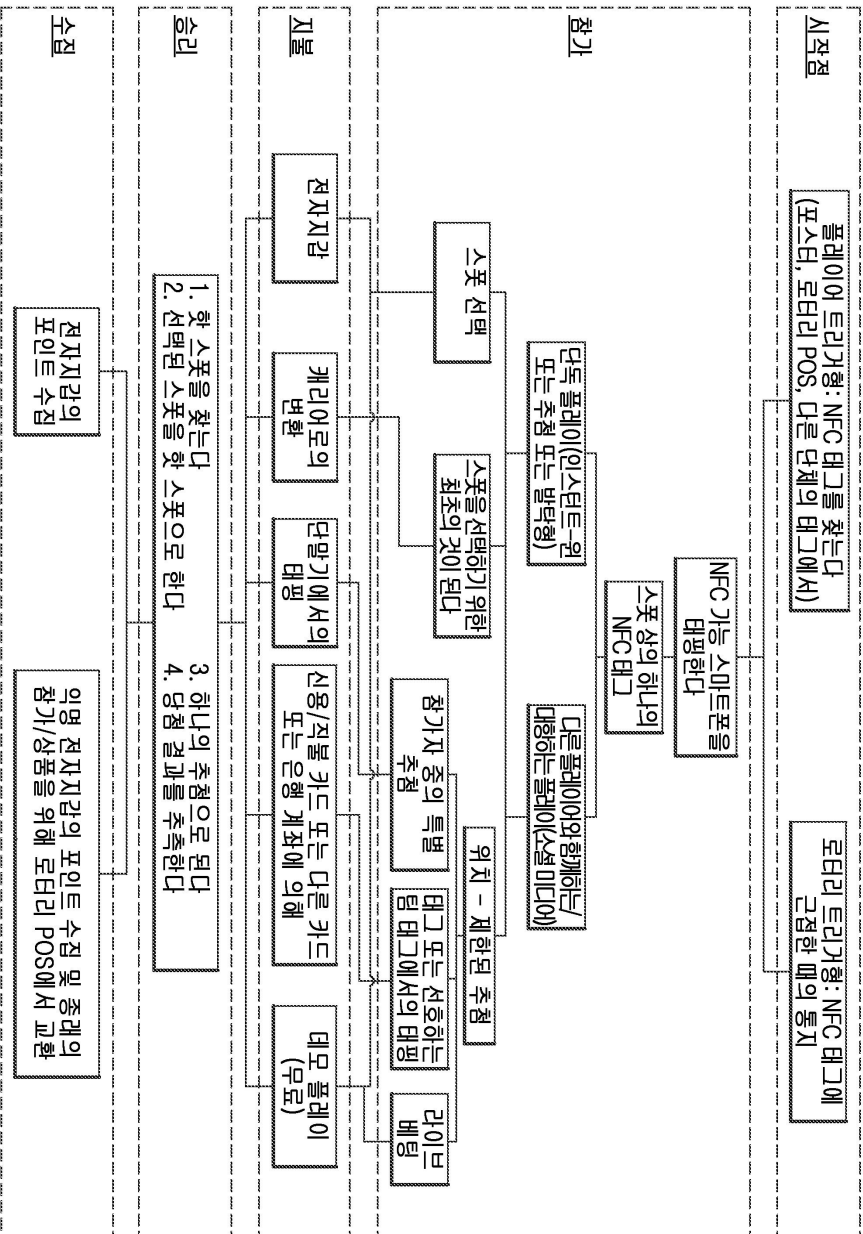 시작점
플레이어 트리거형: NFC 태그를 찾는다
(포스터, 로터리 POS, 다른 단체의 태그에서)
로터리 트리거형: NFC 태그에
근접한 때의 통지
NFC 가능 스마트폰을
태핑한다
참가
스폿 상의 하나의
NFC 태그
단독 플레이(인스턴트-윈
또는 추첨 또는 발탁형)
다른 플레이어와 함께하는/
대항하는 플레이(소셜 미디어)
스폿 선택
스폿을 선택하기 위한
최초의 것이 된다
위치 - 제한된 추첨
참가자 중의 특별
추첨
태그 또는 선호하는
팀 태그에서의 태핑
라이브
베팅
지불
전자지갑
캐리어로의
변환
단말기에서의
태핑
신용/직불 카드 또는 다른 카드
또는 은행 계좌에 의해
데모 플레이
(무료)
승리
1. 핫 스폿을 찾는다
2. 선택된 스폿을 핫 스폿으로 한다
3. 하나의 추첨으로 된다
4. 당첨 결과를 추측한다
수집
전자지갑의
포인트 수집
익명 전자지갑의 포인트 수집 및 종래의
참가/상품을 위해 로터리 POS에서 교환